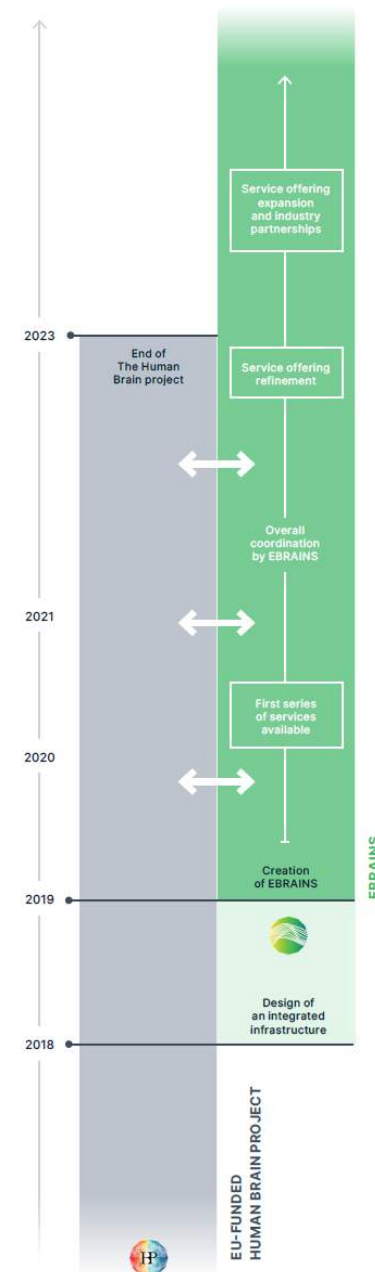 Service offering
expansion
and industry
partnerships
2023
End of
The Human
Brain project
Service offering
refinement
Overall
coordination
by EBRAINS
2021
First series
of services
available
2020
Creation
of EBRAINS
EBRAINS
2019
Design of
an integrated
infrastructure
2018
EU-FUNDED
HUMAN BRAIN PROJECT
HP